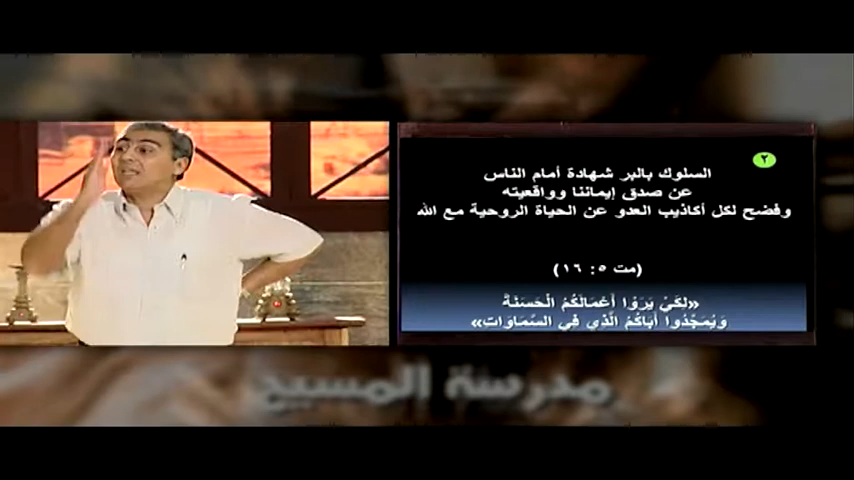 ٢
السلوك بالبر شهادة أمام الناس
عن صدق إيماننا وواقعيته
وفضح لكل أكاذيب العدو عن الحياة الروحية مع الله
(مت ٥: ١٦)
«لِكَيْ يَرَوْا أَعْمَالَكُمُ الْحَسَنَةَ
وَيُمَجِّدُوا أَبَاكُمُ الَّذِي فِي السَّمَاوَاتِ»
مدرسة المسيح